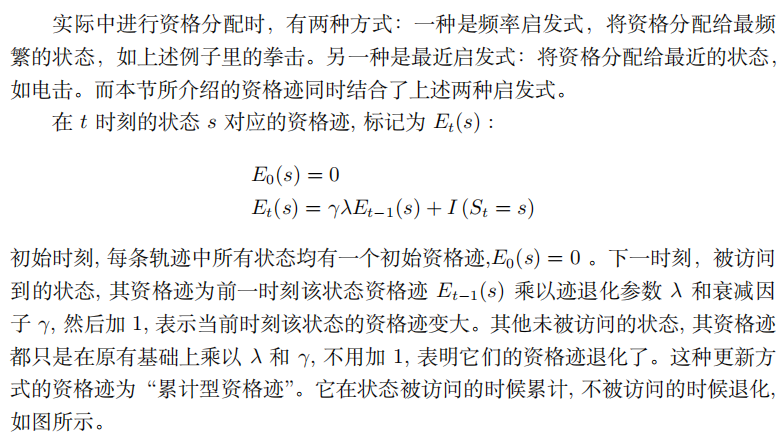 实际中进行资格分配时，有两种方式：一种是频率启发式，将资格分配给最频
繁的状态，如上述例子里的拳击。另一种是最近启发式：将资格分配给最近的状态，
如电击。而本节所介绍的资格迹同时结合了上述两种启发式。
在 t 时刻的状态 s 对应的资格迹, 标记为 E_t(s) :
E_0(s) = 0
E_t(s) = γλE_{t−1}(s) + I (S_t = s)
初始时刻, 每条轨迹中所有状态均有一个初始资格迹,E_0(s) = 0 。下一时刻，被访问
到的状态, 其资格迹为前一时刻该状态资格迹 E_{t−1}(s) 乘以迹退化参数 λ 和衰减因
子 γ, 然后加 1, 表示当前时刻该状态的资格迹变大。其他未被访问的状态, 其资格迹
都只是在原有基础上乘以 λ 和 γ, 不用加 1, 表明它们的资格迹退化了。这种更新方
式的资格迹为“累计型资格迹”。它在状态被访问的时候累计, 不被访问的时候退化,
如图所示。